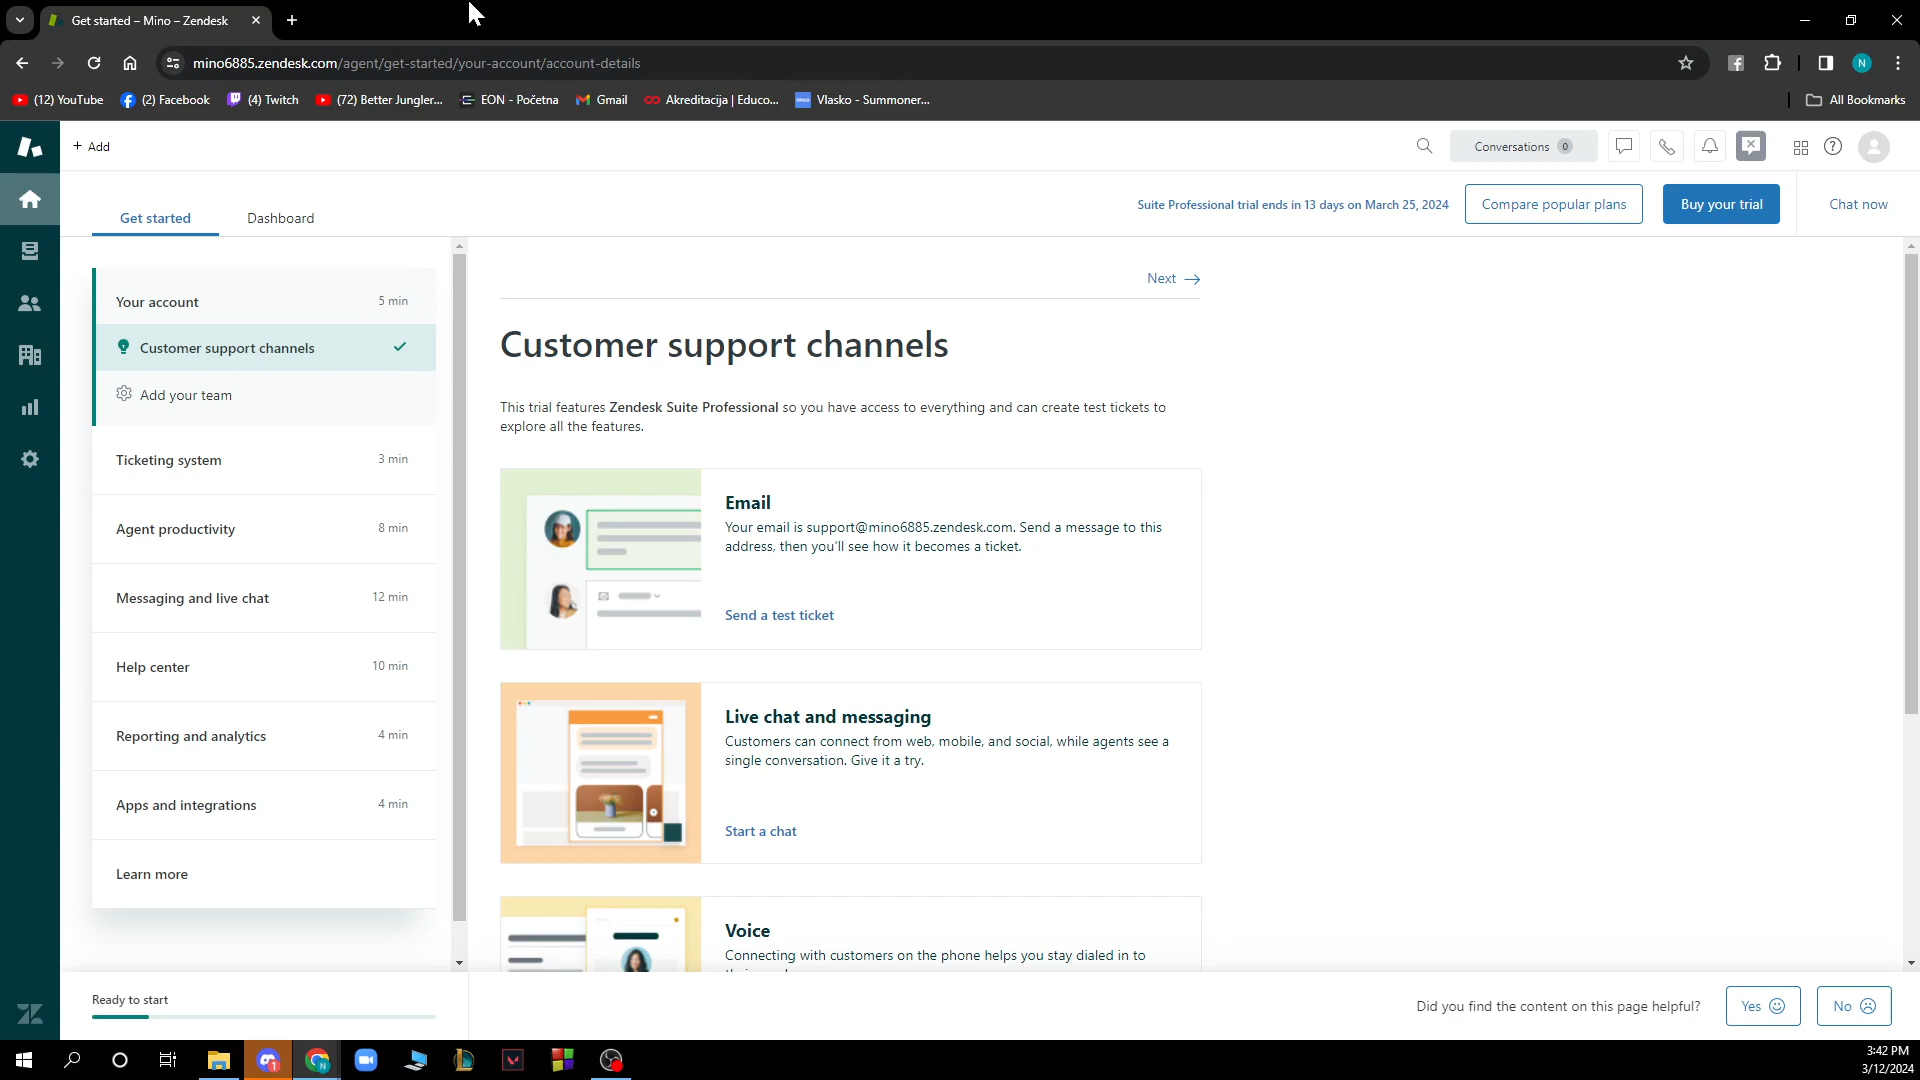 Get started – Mino – Zendesk
mino6885.zendesk.com/agent/get-started/your-account/account-details
N
(12) YouTube
(2) Facebook
(4) Twitch
(72) Better Jungler...
EON - Početna
Gmail
Akreditacija | Educo...
Vlasko - Summoner...
All Bookmarks
+ Add
Conversations 0
Get started
Dashboard
Suite Professional trial ends in 13 days on March 25, 2024
Compare popular plans
Buy your trial
Chat now
Your account 5 min
Customer support channels
Add your team
Ticketing system 3 min
Agent productivity 8 min
Messaging and live chat 12 min
Help center 10 min
Reporting and analytics 4 min
Apps and integrations 4 min
Learn more
Ready to start
Next →
Customer support channels
This trial features Zendesk Suite Professional so you have access to everything and can create test tickets to
explore all the features.
Email
Your email is support@mino6885.zendesk.com. Send a message to this
address, then you'll see how it becomes a ticket.
Send a test ticket
Live chat and messaging
Customers can connect from web, mobile, and social, while agents see a
single conversation. Give it a try.
Start a chat
Voice
Connecting with customers on the phone helps you stay dialed in to
Did you find the content on this page helpful?
Yes
No
3:42 PM
3/12/2024